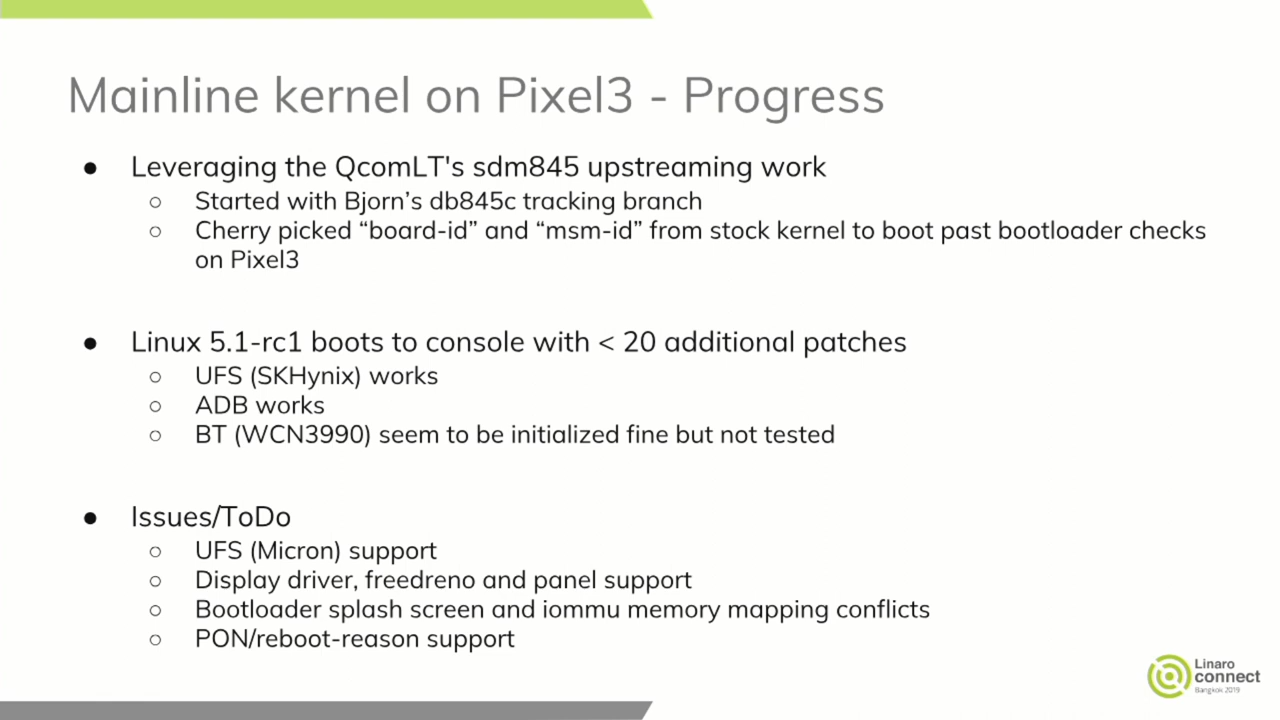 Mainline kernel on Pixel3 - Progress
● Leveraging the QcomLT's sdm845 upstreaming work
○ Started with Bjorn’s db845c tracking branch
○ Cherry picked “board-id” and “msm-id” from stock kernel to boot past bootloader checks
on Pixel3
● Linux 5.1-rc1 boots to console with < 20 additional patches
○ UFS (SKHynix) works
○ ADB works
○ BT (WCN3990) seem to be initialized fine but not tested
● Issues/ToDo
○ UFS (Micron) support
○ Display driver, freedreno and panel support
○ Bootloader splash screen and iommu memory mapping conflicts
○ PON/reboot-reason support
Linaro
connect
Bangkok 2019